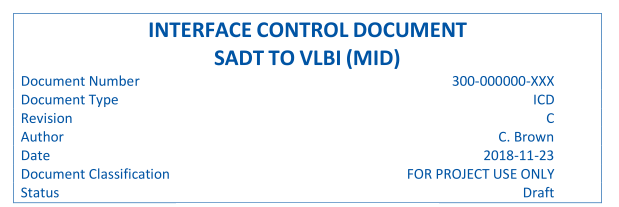 INTERFACE CONTROL DOCUMENT
SADT TO VLBI (MID)
Document Number 300-000000-XXX
Document Type ICD
Revision C
Author C. Brown
Date 2018-11-23
Document Classification FOR PROJECT USE ONLY
Status Draft